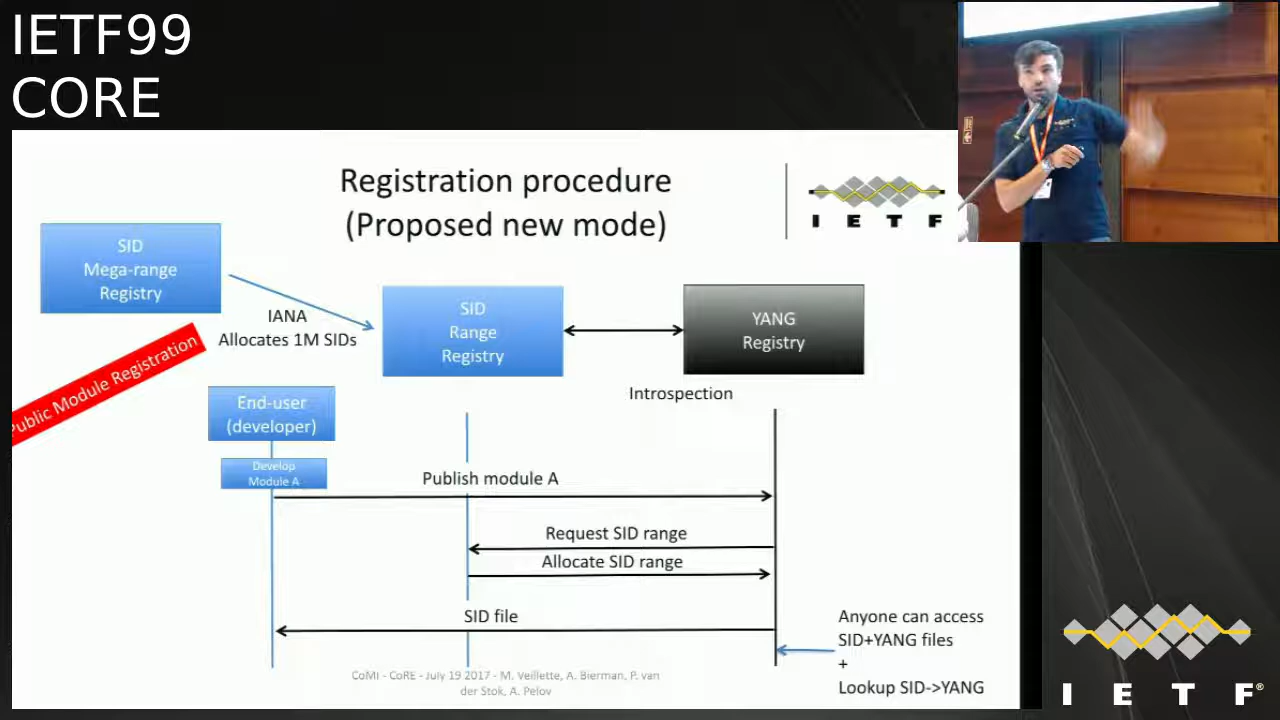 IETF99
CORE
Registration procedure
(Proposed new mode)
I E T F
SID
Mega-range
Registry
IANA
Allocates 1M SIDs
SID
Range
Registry
YANG
Registry
Public Module Registration
Introspection
End-user
(developer)
Develop
Module A
Publish module A
Request SID range
Allocate SID range
SID file
Anyone can access
SID+YANG files
+
Lookup SID->YANG
CoMI - CoRE - July 19 2017 - M. Veillette, A. Bierman, P. van
der Stok, A. Pelov
I E T F®